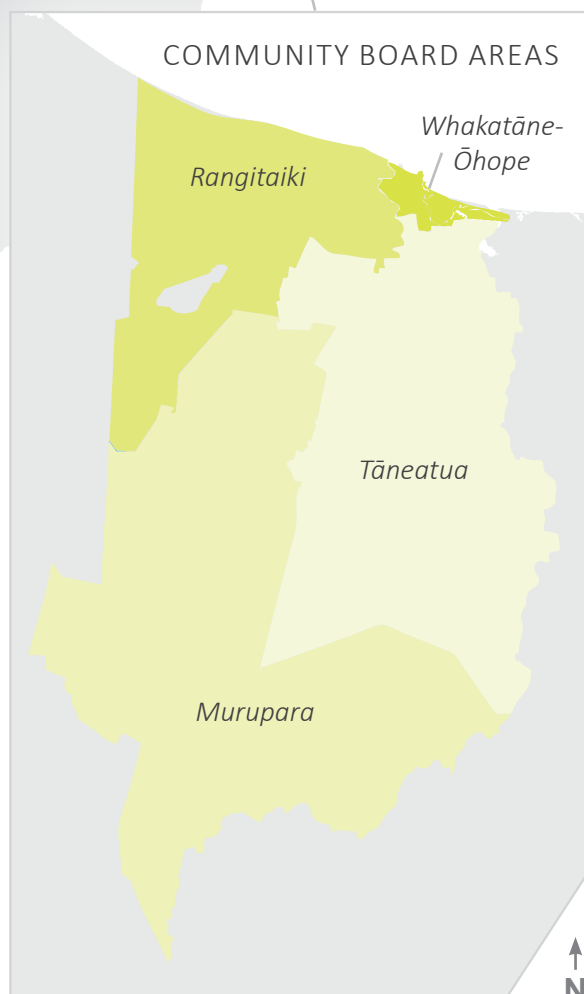 COMMUNITY BOARD AREAS
Whakatāne-
Ōhope
Rangitaiki
Tāneatua
Murupara
N